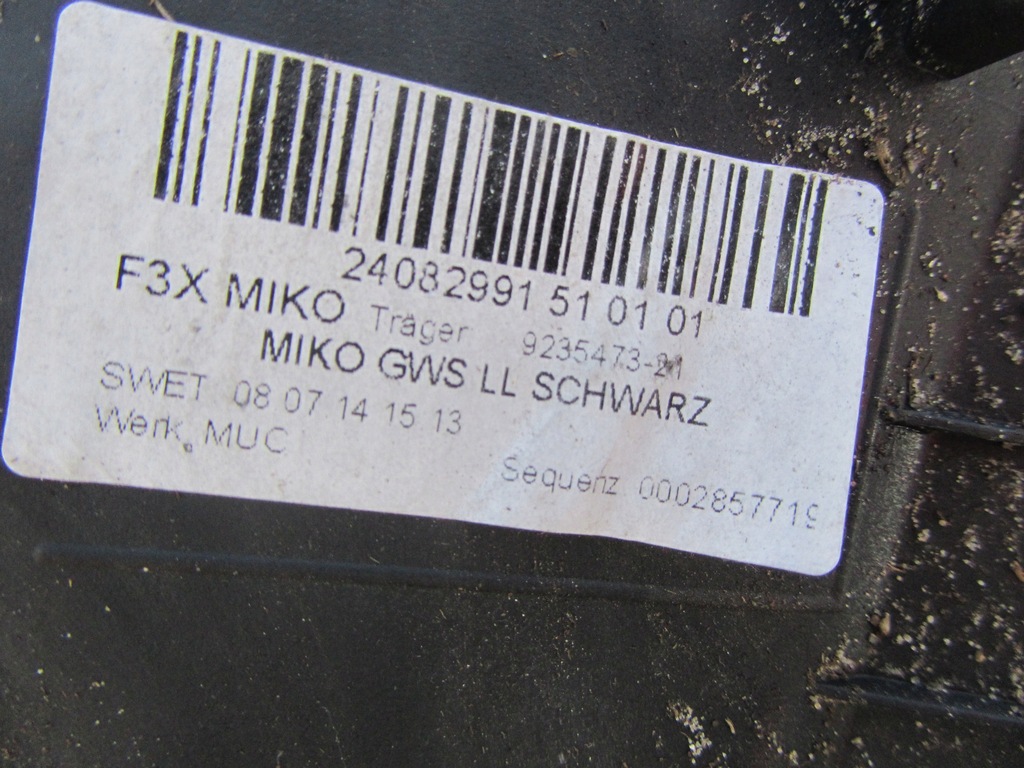 24082991 51 01 01
F3X MIKO Träger 9235473-21
MIKO GWS LL SCHWARZ
SWET 08 07 14 15 13
Werk. MUC
Sequenz 0002857719